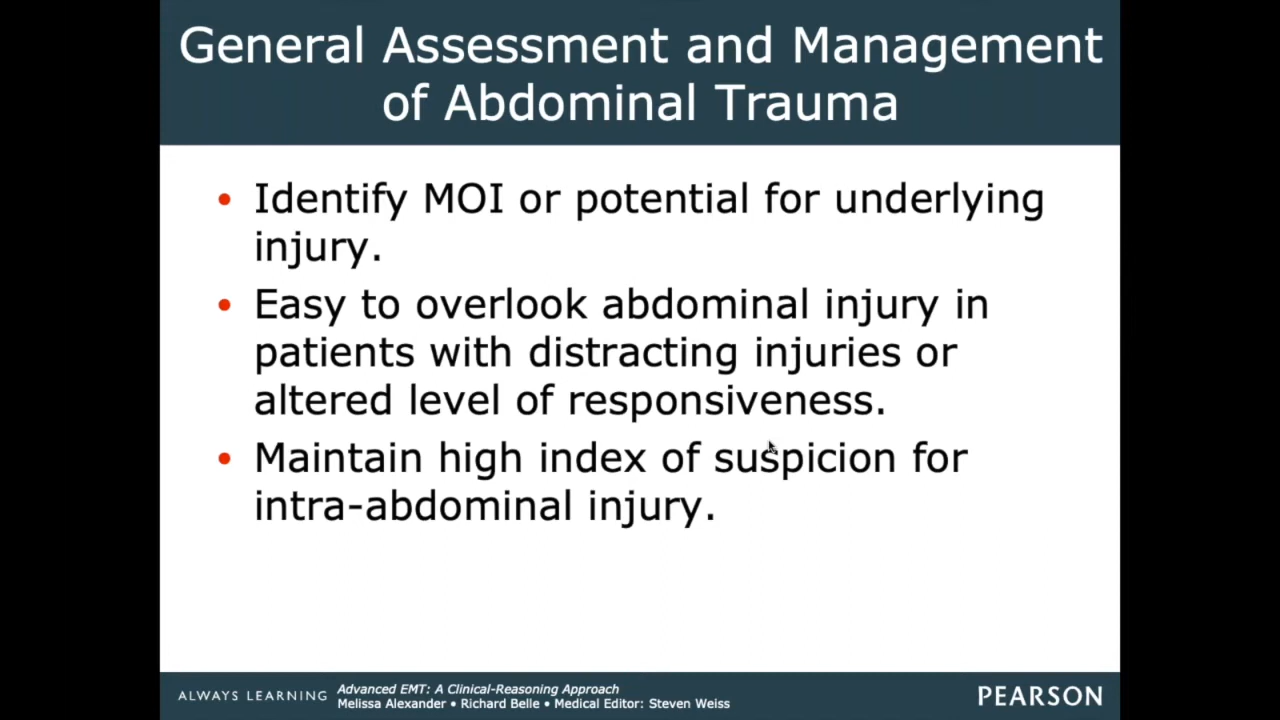 General Assessment and Management
of Abdominal Trauma
• Identify MOI or potential for underlying
injury.
• Easy to overlook abdominal injury in
patients with distracting injuries or
altered level of responsiveness.
• Maintain high index of suspicion for
intra-abdominal injury.
ALWAYS LEARNING
Advanced EMT: A Clinical-Reasoning Approach
Melissa Alexander • Richard Belle • Medical Editor: Steven Weiss
PEARSON